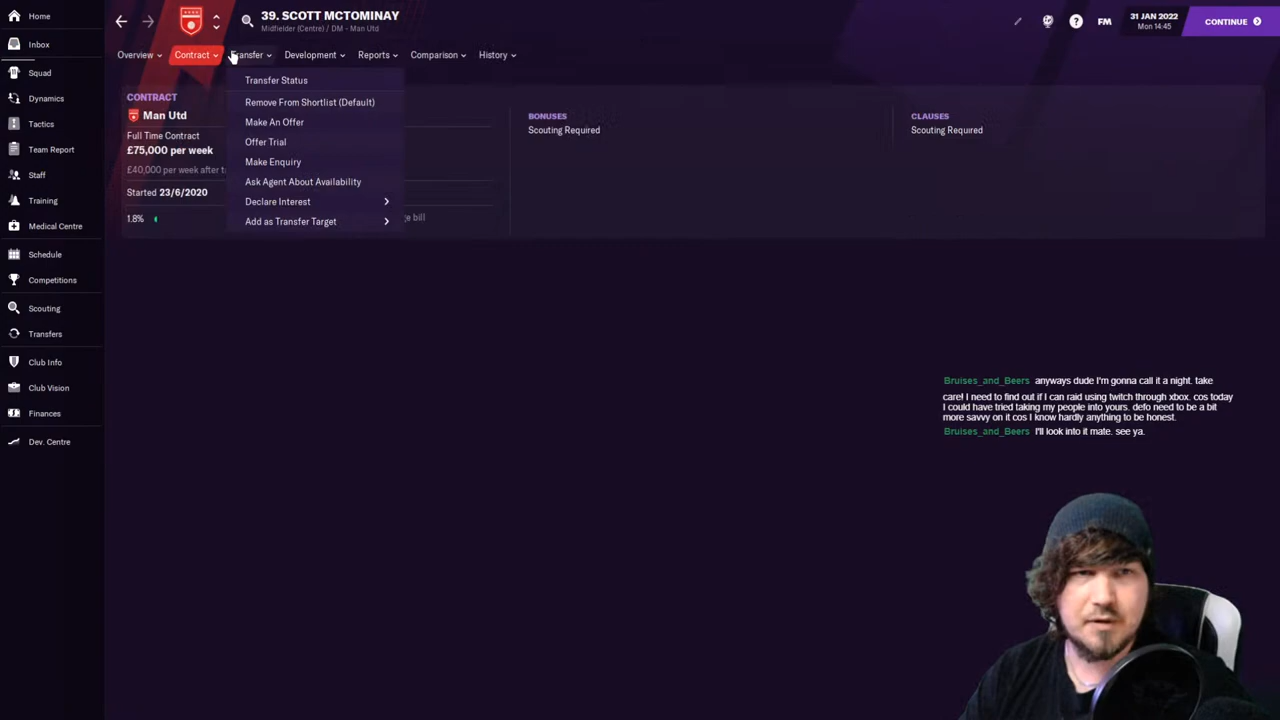 Home
Inbox
Squad
Dynamics
Tactics
Team Report
Staff
Training
Medical Centre
Schedule
Competitions
Scouting
Transfers
Club Info
Club Vision
Finances
Dev. Centre
39. SCOTT MCTOMINAY
Midfielder (Centre) / DM - Man Utd
FM
31 JAN 2022
Mon 14:45
CONTINUE
Overview
Contract
Transfer
Development
Reports
Comparison
History
CONTRACT
Man Utd
Full Time Contract
£75,000 per week
£40,000 per week after
Started 23/6/2020
1.8%
bill
Transfer Status
Remove From Shortlist (Default)
Make An Offer
Offer Trial
Make Enquiry
Ask Agent About Availability
Declare Interest
Add as Transfer Target
BONUSES
Scouting Required
CLAUSES
Scouting Required
Bruises_and_Beers anyways dude I'm gonna call it a night. take
care! I need to find out if I can raid using twitch through xbox. cos today
I could have tried taking my people into yours. defo need to be a bit
more savvy on it cos I know hardly anything to be honest.
Bruises_and_Beers I'll look into it mate. see ya.